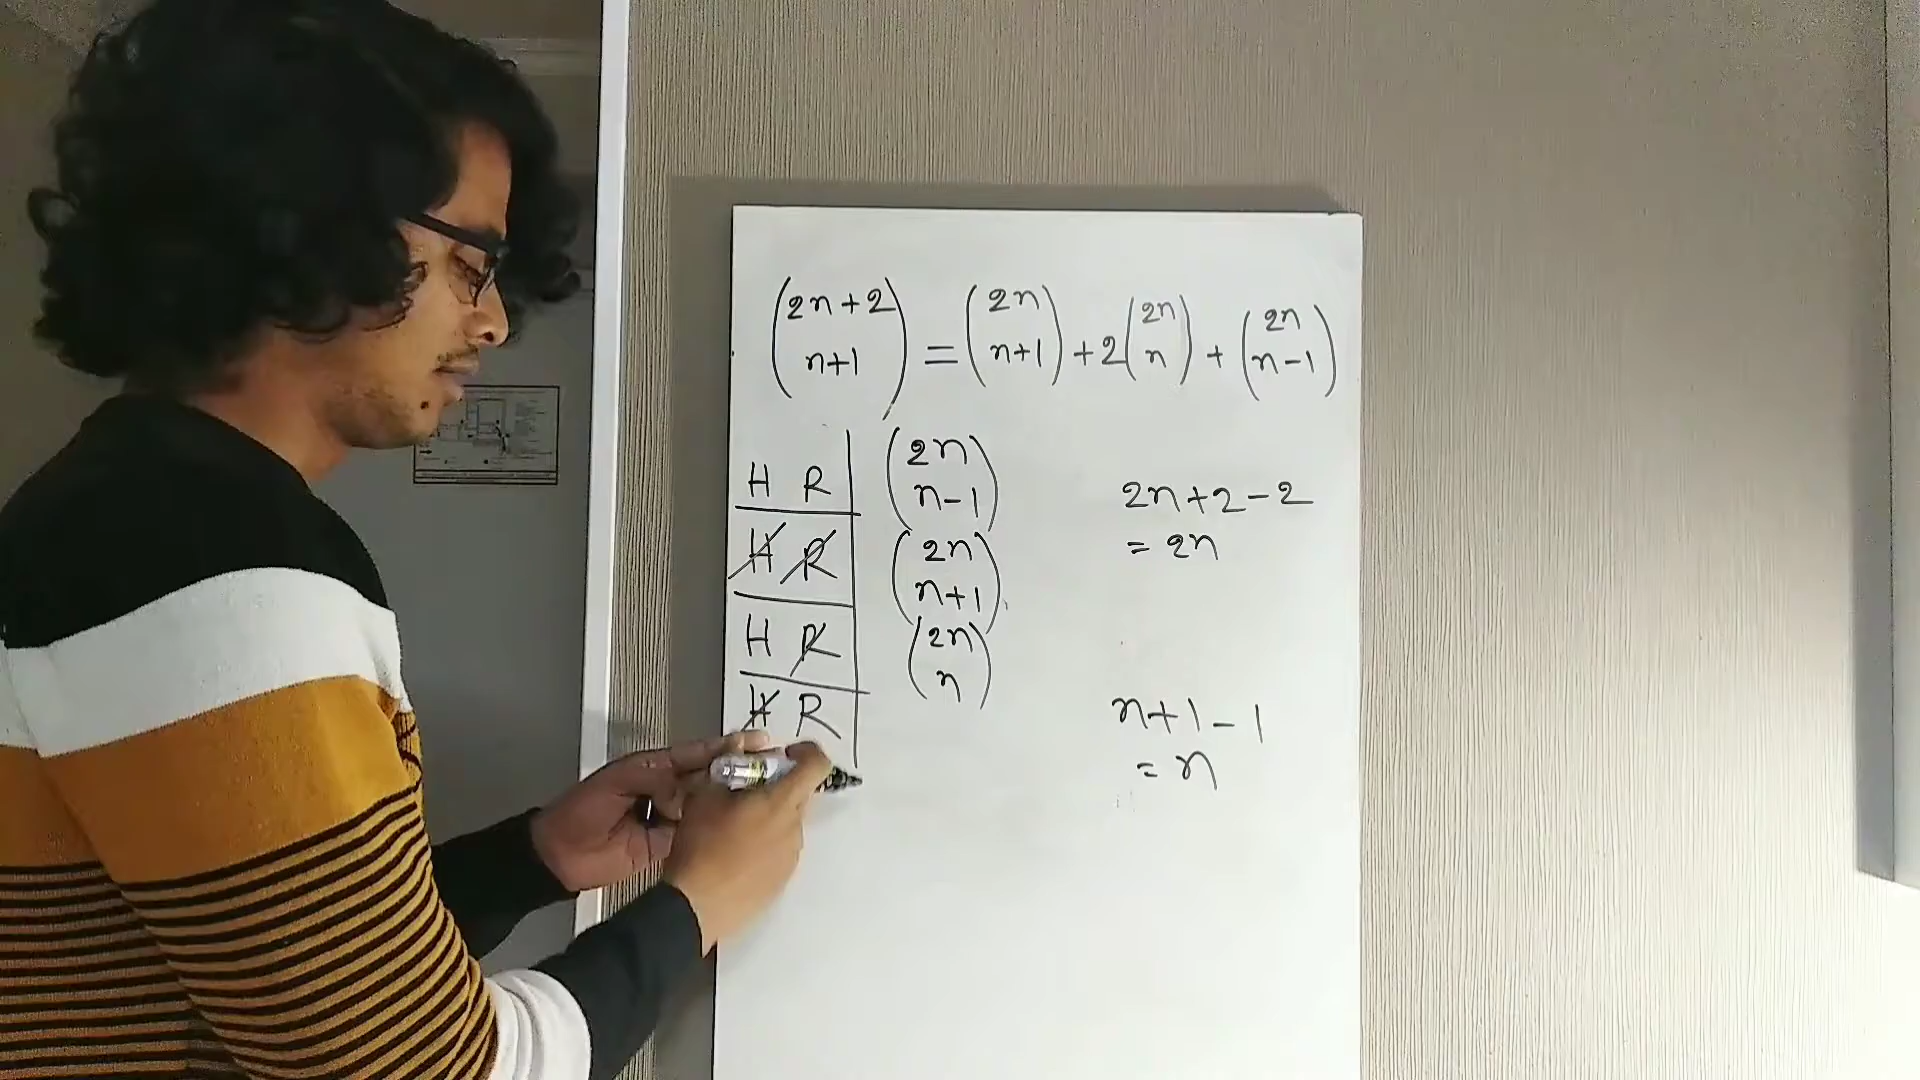 (2n+2 n+1) = (2n n+1) + 2(2n n) + (2n n-1)
H R | (2n n-1)
H̸ R̸ | (2n n+1)
H R̸ | (2n n)
H̸ R |
2n+2-2
= 2n
n+1-1
= n